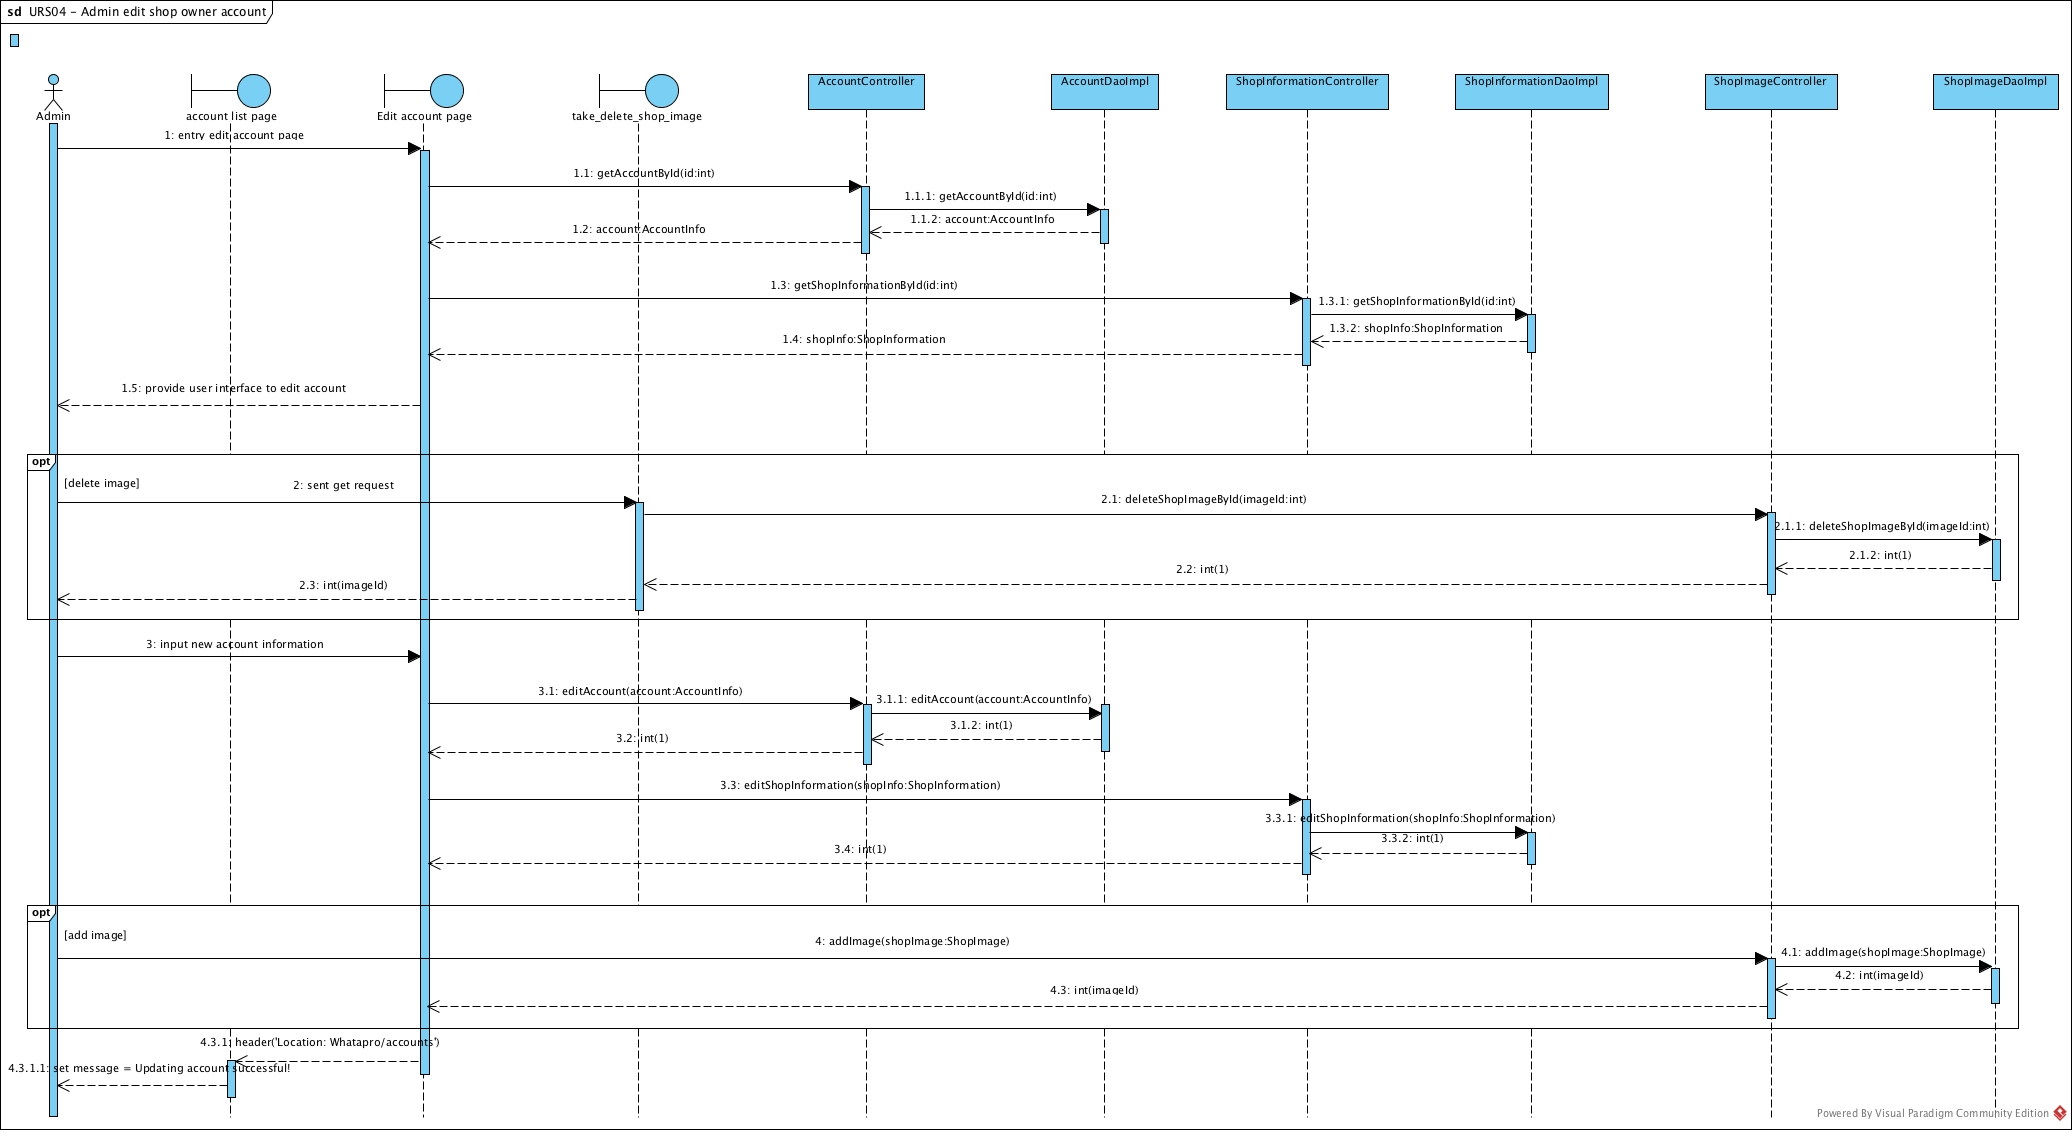 sd URS04 - Admin edit shop owner account
Admin
account list page
Edit account page
take_delete_shop_image
AccountController
AccountDaoImpl
ShopInformationController
ShopInformationDaoImpl
ShopImageController
ShopImageDaoImpl
1: entry edit account page
1.1: getAccountById(id:int)
1.1.1: getAccountById(id:int)
1.1.2: account:AccountInfo
1.2: account:AccountInfo
1.3: getShopInformationById(id:int)
1.3.1: getShopInformationById(id:int)
1.3.2: shopInfo:ShopInformation
1.4: shopInfo:ShopInformation
1.5: provide user interface to edit account
opt
[delete image]
2: sent get request
2.1: deleteShopImageById(imageId:int)
2.1.1: deleteShopImageById(imageId:int)
2.1.2: int(1)
2.2: int(1)
2.3: int(imageId)
3: input new account information
3.1: editAccount(account:AccountInfo)
3.1.1: editAccount(account:AccountInfo)
3.1.2: int(1)
3.2: int(1)
3.3: editShopInformation(shopInfo:ShopInformation)
3.3.1: editShopInformation(shopInfo:ShopInformation)
3.3.2: int(1)
3.4: int(1)
opt
[add image]
4: addImage(shopImage:ShopImage)
4.1: addImage(shopImage:ShopImage)
4.2: int(imageId)
4.3: int(imageId)
4.3.1: header('Location: Whatapro/accounts')
4.3.1.1: set message = Updating account successful!
Powered By Visual Paradigm Community Edition